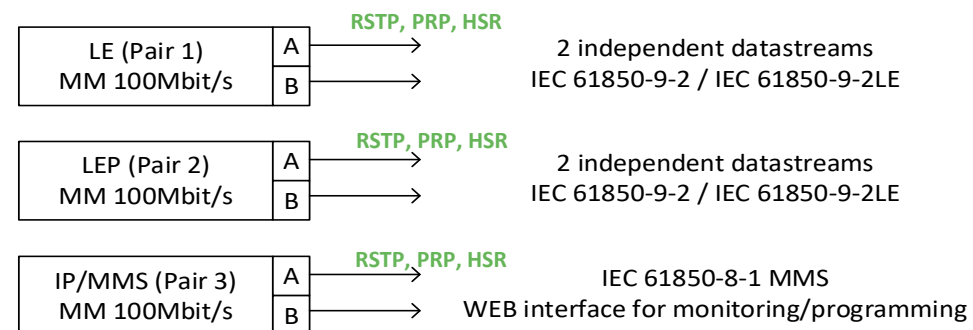 RSTP, PRP, HSR
LE (Pair 1)
MM 100Mbit/s
A
B
2 independent datastreams
IEC 61850-9-2 / IEC 61850-9-2LE
RSTP, PRP, HSR
LEP (Pair 2)
MM 100Mbit/s
A
B
2 independent datastreams
IEC 61850-9-2 / IEC 61850-9-2LE
RSTP, PRP, HSR
IP/MMS (Pair 3)
MM 100Mbit/s
A
B
IEC 61850-8-1 MMS
WEB interface for monitoring/programming